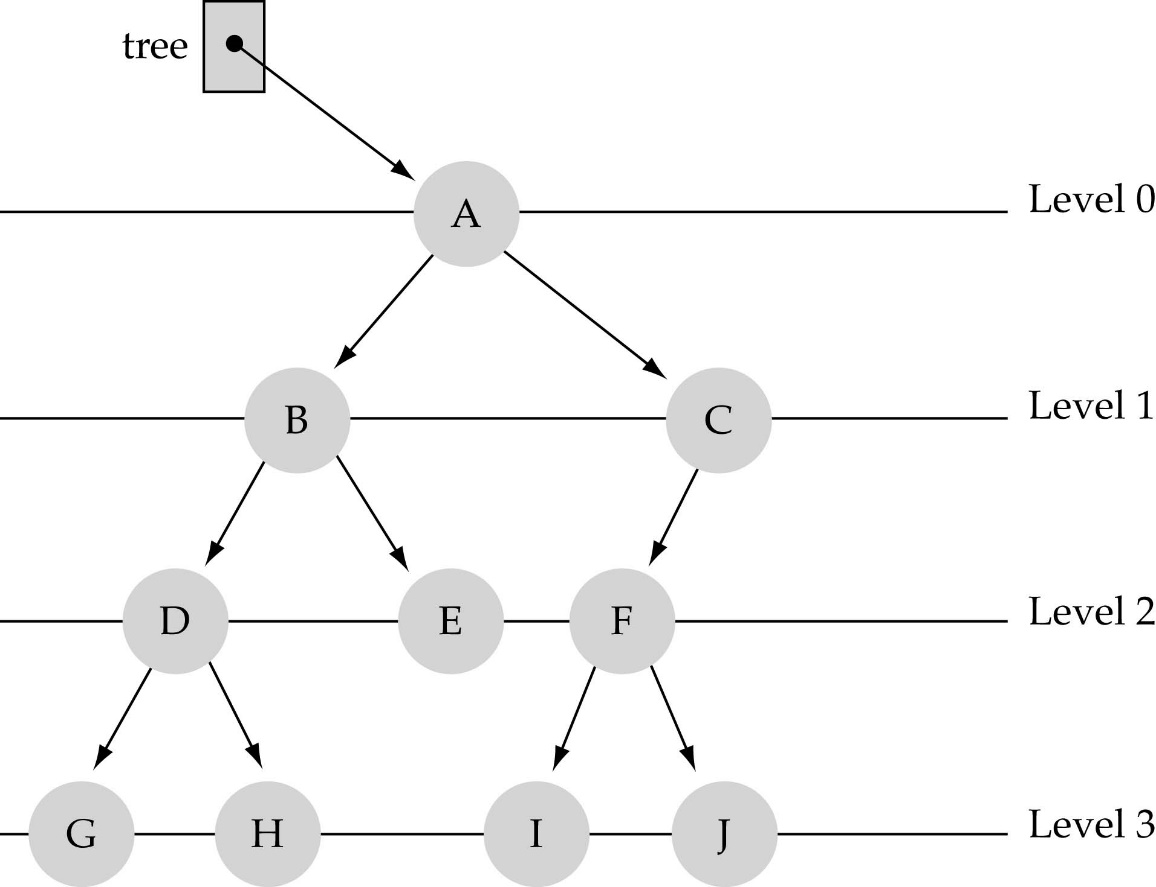 tree
A Level 0
B C Level 1
D E F Level 2
G H I J Level 3